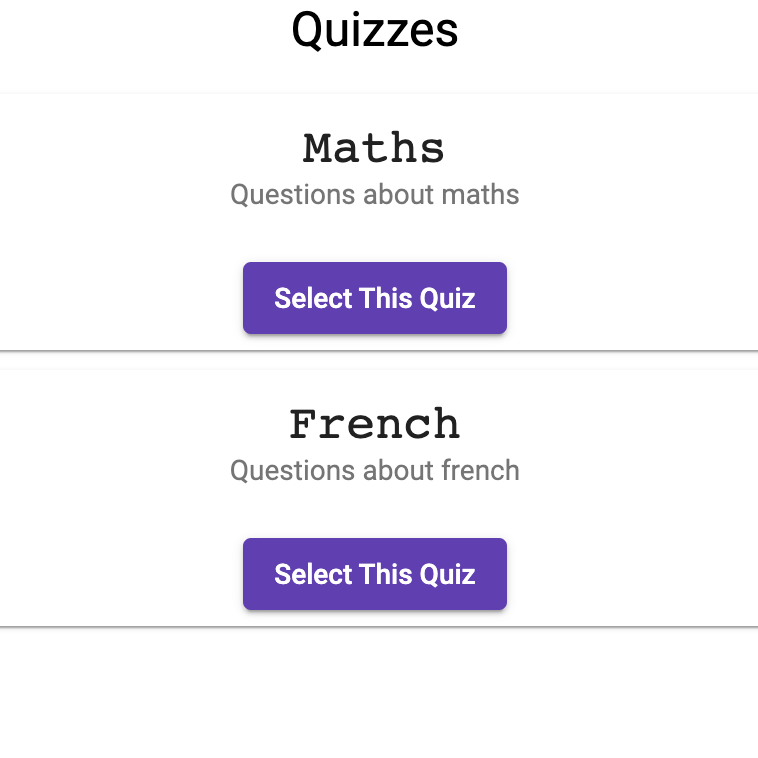 Quizzes
Maths
Questions about maths
Select This Quiz
French
Questions about french
Select This Quiz